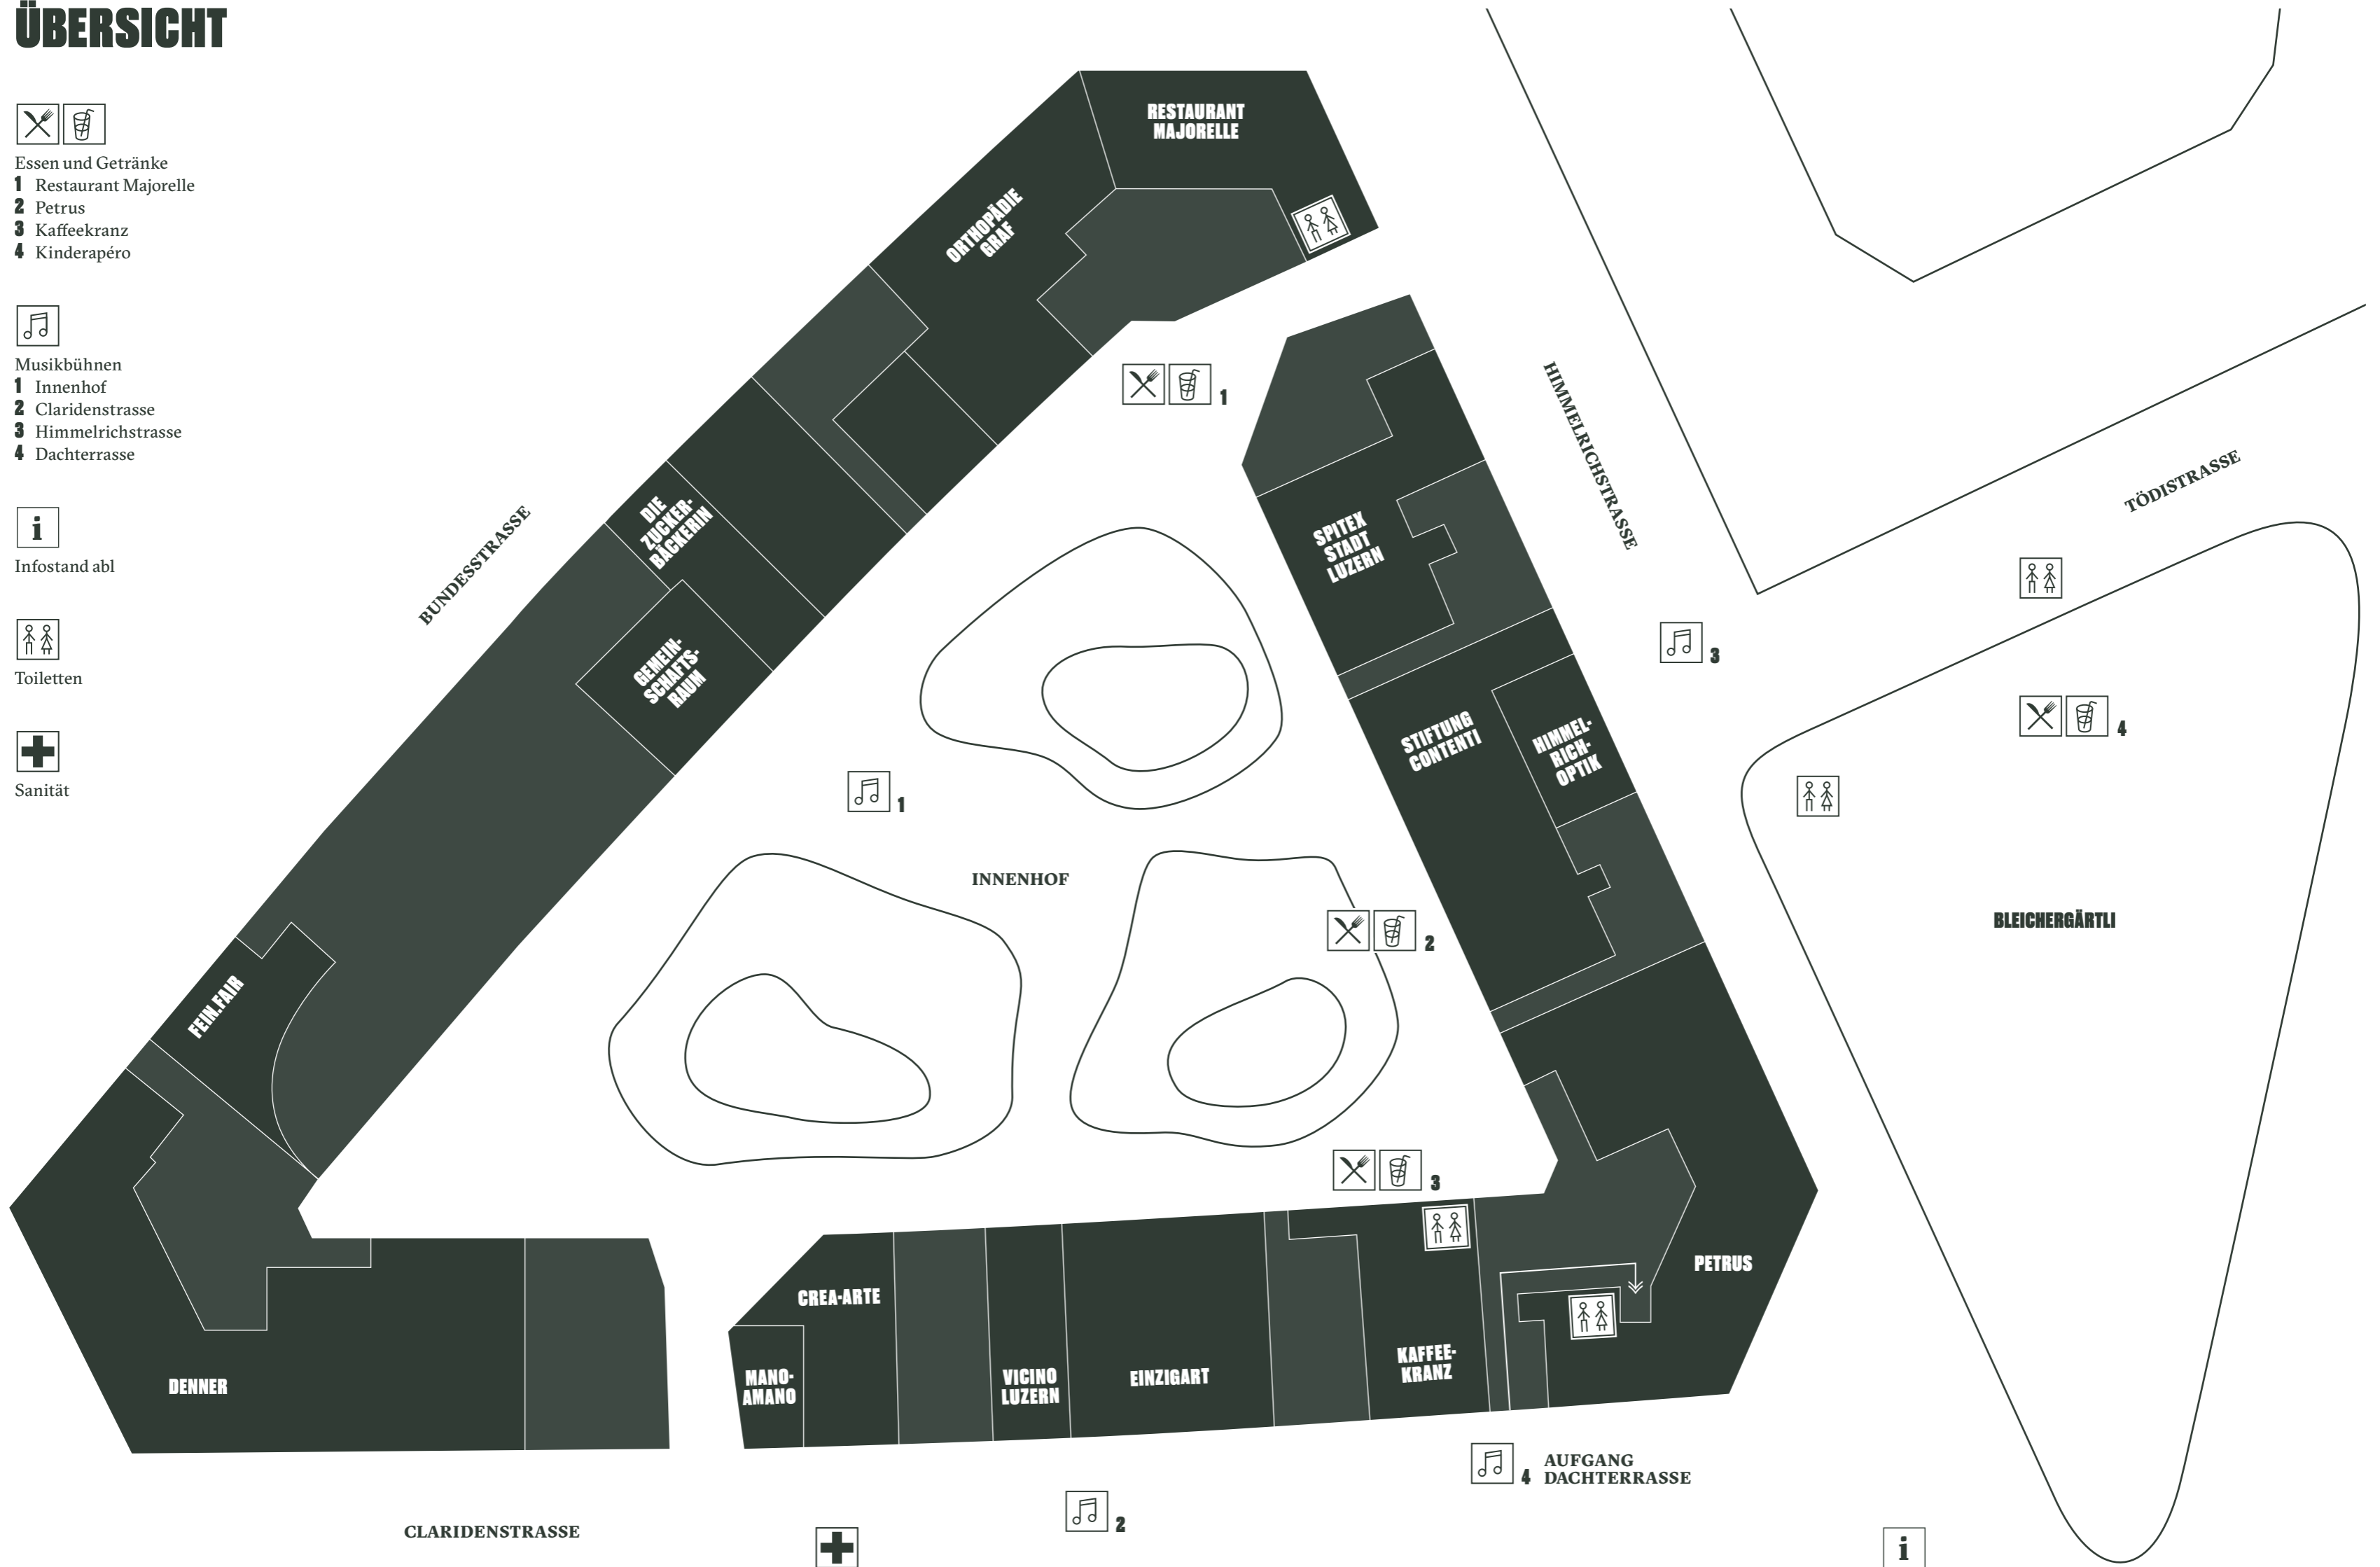 ÜBERSICHT
Essen und Getränke
1 Restaurant Majorelle
2 Petrus
3 Kaffeekranz
4 Kinderapéro
Musikbühnen
1 Innenhof
2 Claridenstrasse
3 Himmelrichstrasse
4 Dachterrasse
i
Infostand abl
Toiletten
Sanität
RESTAURANT
MAJORELLE
ORTHOPÄDIE
GRAF
1
HIMMELRICHSTRASSE
TÖDISTRASSE
BUNDESSTRASSE
DIE
ZUCKER-
BÄCKERIN
GEMEIN-
SCHAFTS-
RAUM
SPITEX
STADT
LUZERN
3
STIFTUNG
CONTENTI
HIMMEL-
RICH-
OPTIK
4
1
INNENHOF
2
BLEICHERGÄRTLI
FEIN.FAIR
3
PETRUS
CREA-ARTE
DENNER
MANO-
AMANO
VICINO
LUZERN
EINZIGART
KAFFEE-
KRANZ
4 AUFGANG
DACHTERRASSE
2
CLARIDENSTRASSE
i